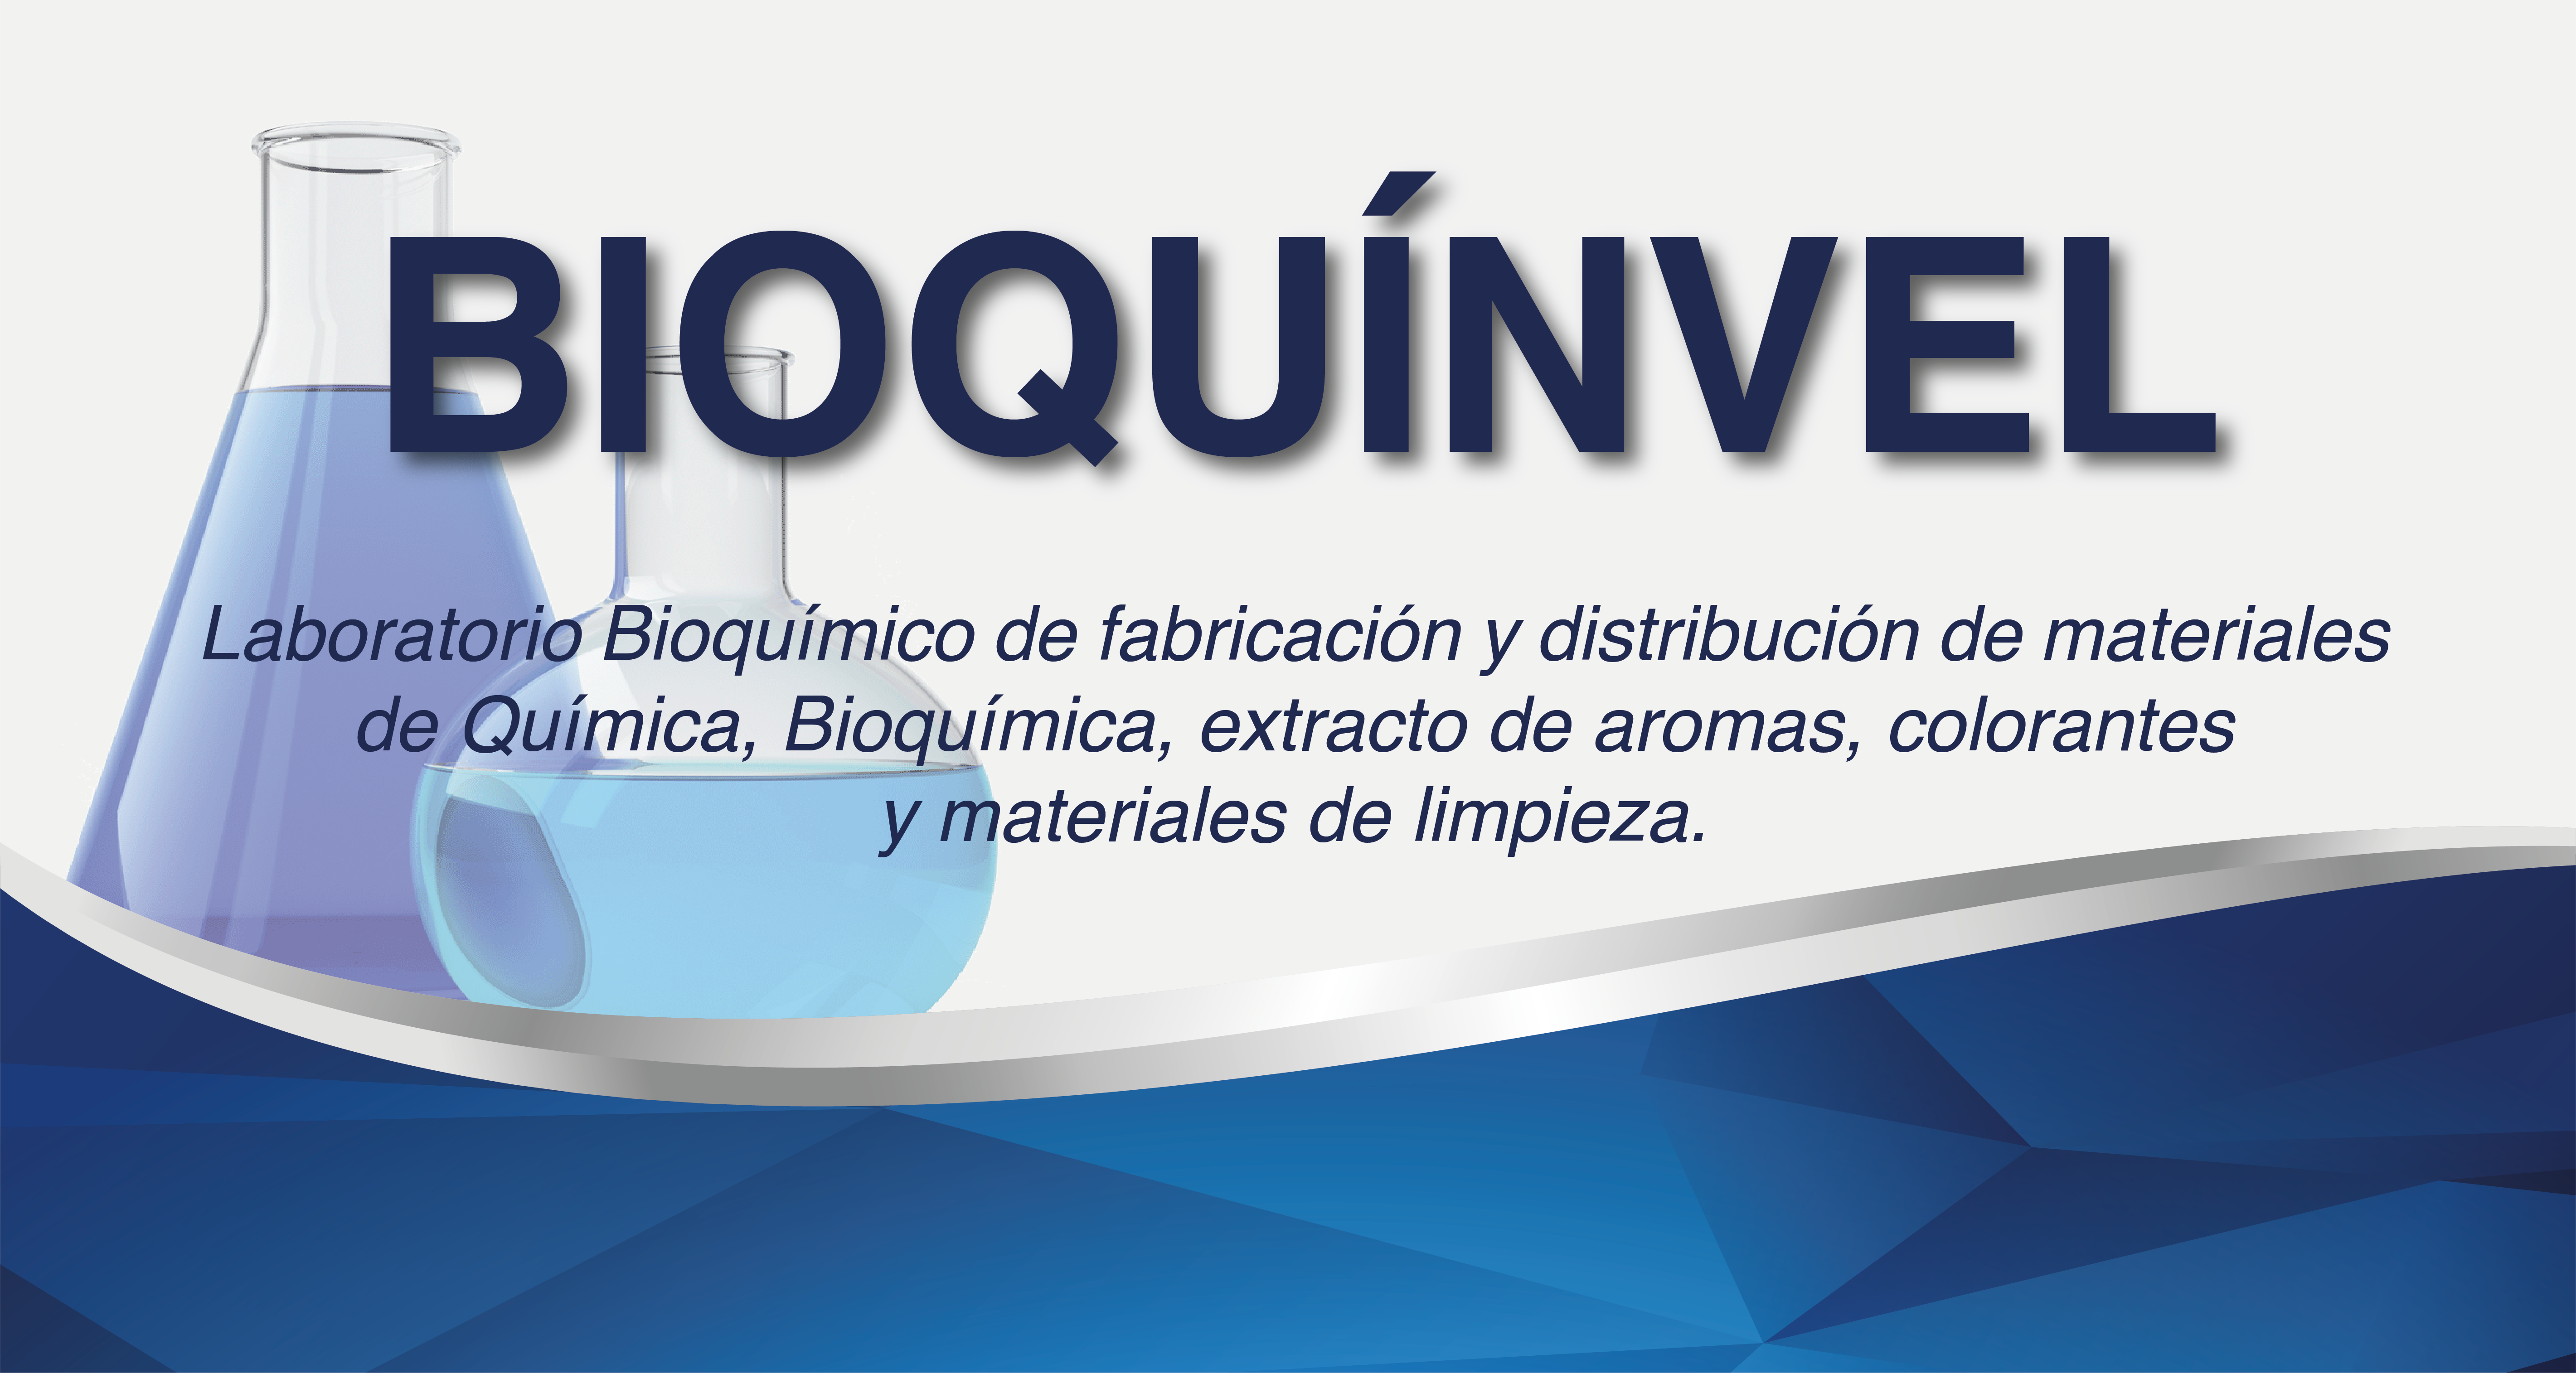 BIOQUÍNVEL
Laboratorio Bioquímico de fabricación y distribución de materiales
de Química, Bioquímica, extracto de aromas, colorantes
y materiales de limpieza.